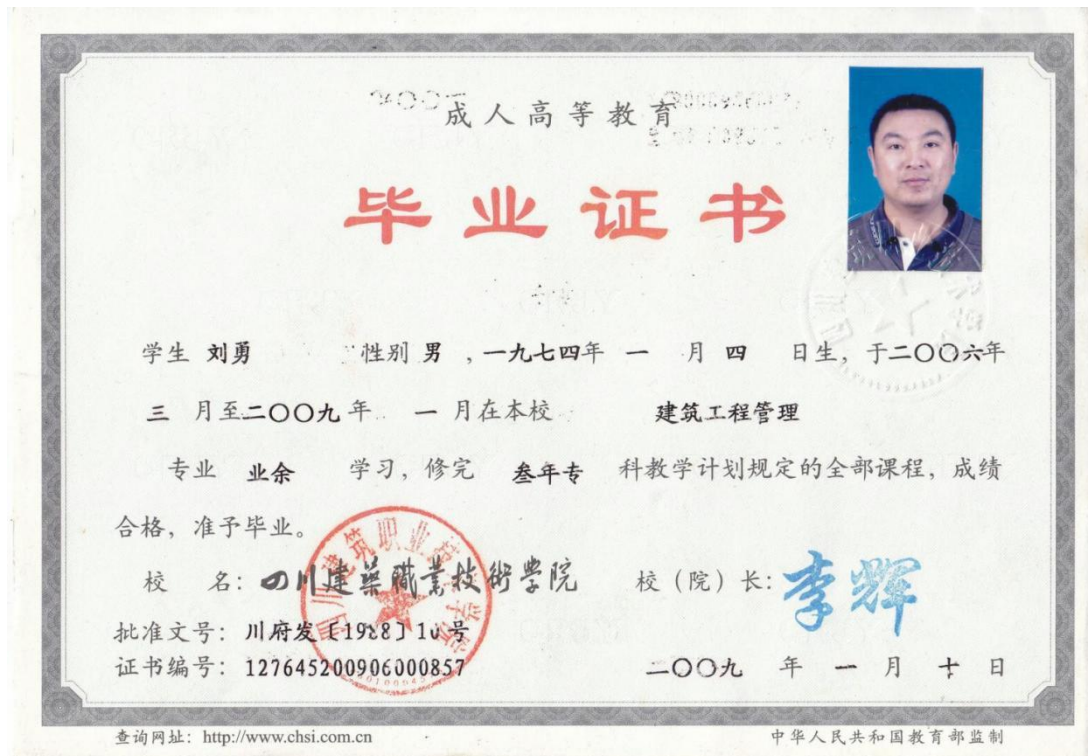 成人高等教育
毕业证书
学生 刘勇 性别 男 ，一九七四年 一 月 四 日生，于二〇〇六年
三 月至二〇〇九 年 一 月在本校 建筑工程管理
专业 业余 学习，修完 叁年专 科教学计划规定的全部课程，成绩
合格，准予毕业。
校 名：四川建築職業技術學院 校（院）长：李辉
批准文号：川府发〔1988〕10号
证书编号：127645200906000857 二〇〇九 年 一 月 十 日
查询网址：http://www.chsi.com.cn 中华人民共和国教育部监制